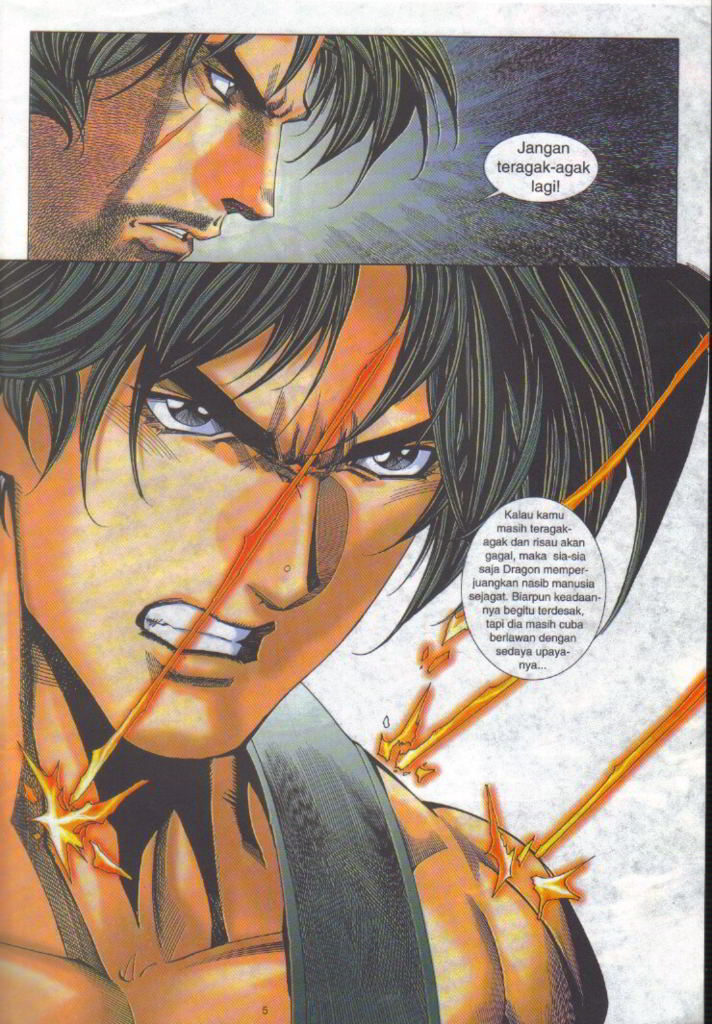 Jangan
teragak-agak
lagi!
Kalau kamu
masih teragak-
agak dan risau akan
gagal, maka sia-sia
saja Dragon memper-
juangkan nasib manusia
sejagat. Biarpun keadaan-
nya begitu terdesak,
tapi dia masih cuba
berlawan dengan
sedaya upaya-
nya...
5